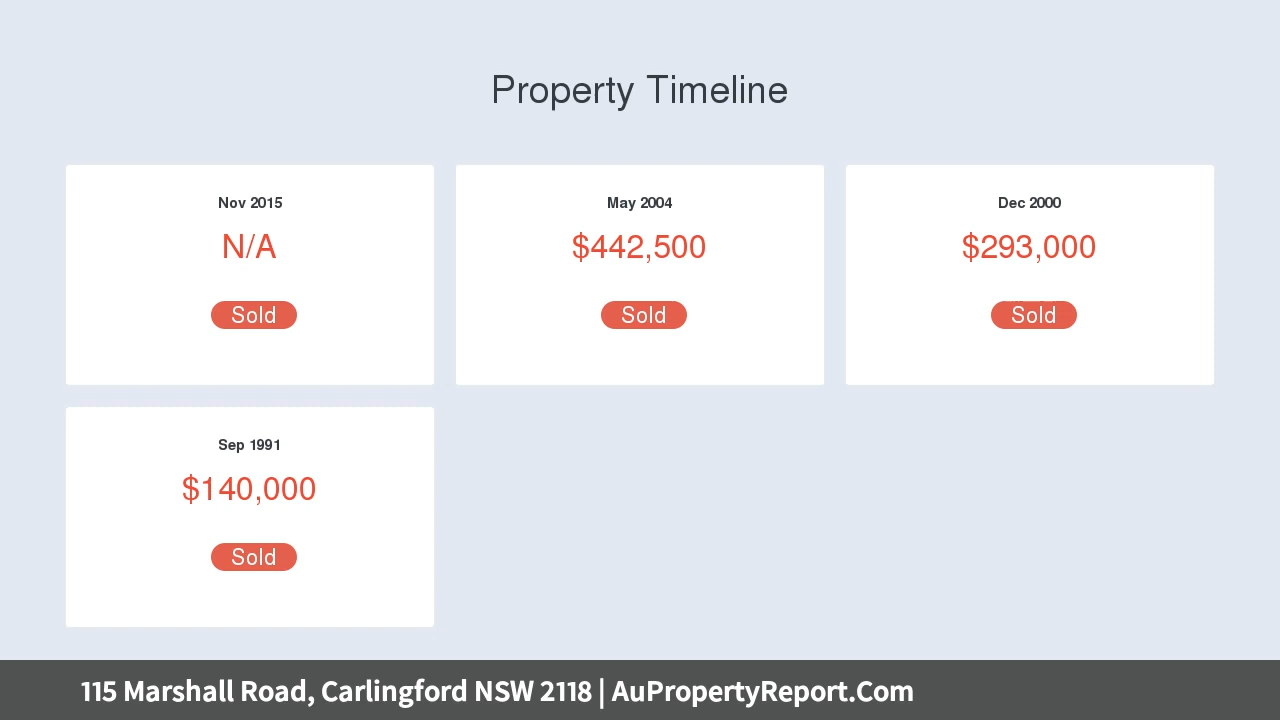 Property Timeline
Nov 2015
N/A
Sold
May 2004
$442,500
Sold
Dec 2000
$293,000
Sold
Sep 1991
$140,000
Sold
115 Marshall Road, Carlingford NSW 2118 | AuPropertyReport.Com